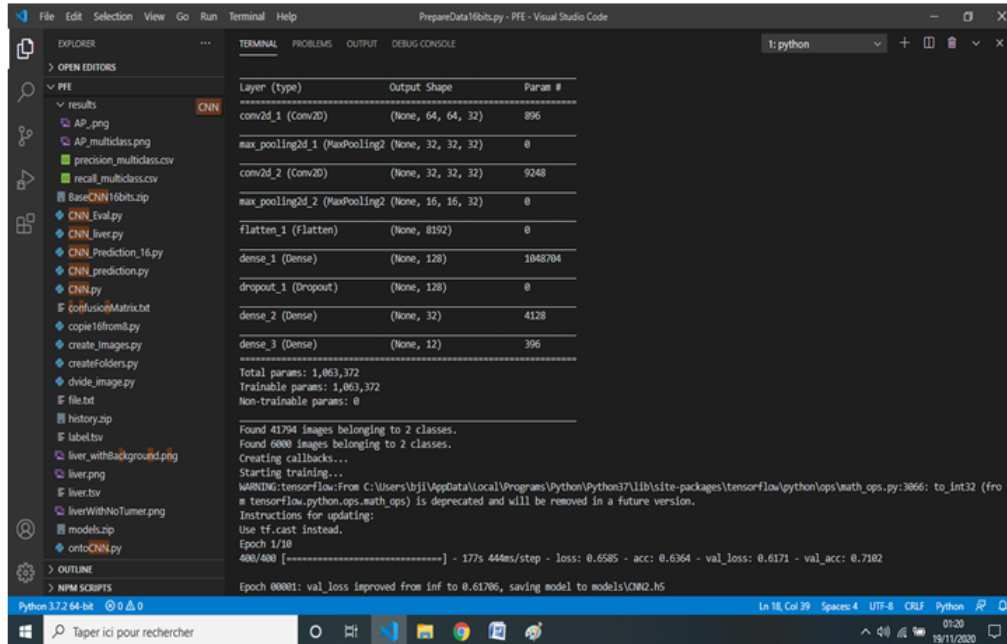 File Edit Selection View Go Run Terminal Help PrepareData16bits.py - PFE - Visual Studio Code
EXPLORER ...
> OPEN EDITORS
PFE
results CNN
AP_.png
AP_multiclass.png
precision_multiclass.csv
recall_multiclass.csv
BaseCNN16bits.zip
CNN_Eval.py
CNN_liver.py
CNN_Prediction_16.py
CNN_prediction.py
CNN.py
confusionMatrix.txt
copie16from8.py
create_Images.py
createFolders.py
dvide_image.py
file.txt
history.zip
label.tsv
liver_withBackground.png
liver.png
liver.tsv
liverWithNoTumer.png
models.zip
ontoCNN.py
> OUTLINE
> NPM SCRIPTS
TERMINAL PROBLEMS OUTPUT DEBUG CONSOLE 1: python
Layer (type) Output Shape Param #
conv2d_1 (Conv2D) (None, 64, 64, 32) 896
max_pooling2d_1 (MaxPooling2 (None, 32, 32, 32) 0
conv2d_2 (Conv2D) (None, 32, 32, 32) 9248
max_pooling2d_2 (MaxPooling2 (None, 16, 16, 32) 0
flatten_1 (Flatten) (None, 8192) 0
dense_1 (Dense) (None, 128) 1048704
dropout_1 (Dropout) (None, 128) 0
dense_2 (Dense) (None, 32) 4128
dense_3 (Dense) (None, 12) 396
Total params: 1,063,372
Trainable params: 1,063,372
Non-trainable params: 0
Found 41794 images belonging to 2 classes.
Found 6000 images belonging to 2 classes.
Creating callbacks...
Starting training...
WARNING:tensorflow:From C:\Users\bji\AppData\Local\Programs\Python\Python37\lib\site-packages\tensorflow\python\ops\math_ops.py:3066: to_int32 (fro
m tensorflow.python.ops.math_ops) is deprecated and will be removed in a future version.
Instructions for updating:
Use tf.cast instead.
Epoch 1/10
400/400 [==============================] - 177s 444ms/step - loss: 0.6585 - acc: 0.6364 - val_loss: 0.6171 - val_acc: 0.7102
Epoch 00001: val_loss improved from inf to 0.61706, saving model to models\CNN2.h5
Python 3.7.2 64-bit 0 0 Ln 18, Col 39 Spaces: 4 UTF-8 CRLF Python
Taper ici pour rechercher 01:20
19/11/2020